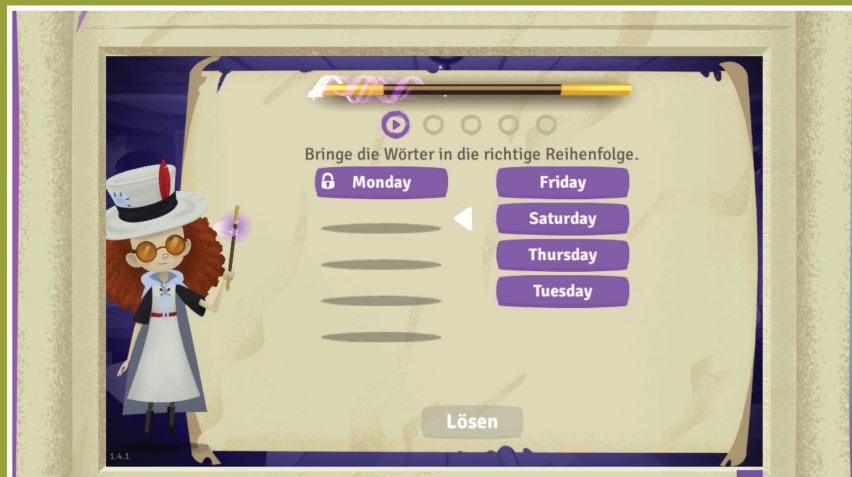 Bringe die Wörter in die richtige Reihenfolge.
Monday
Friday
Saturday
Thursday
Tuesday
Lösen
1.4.1